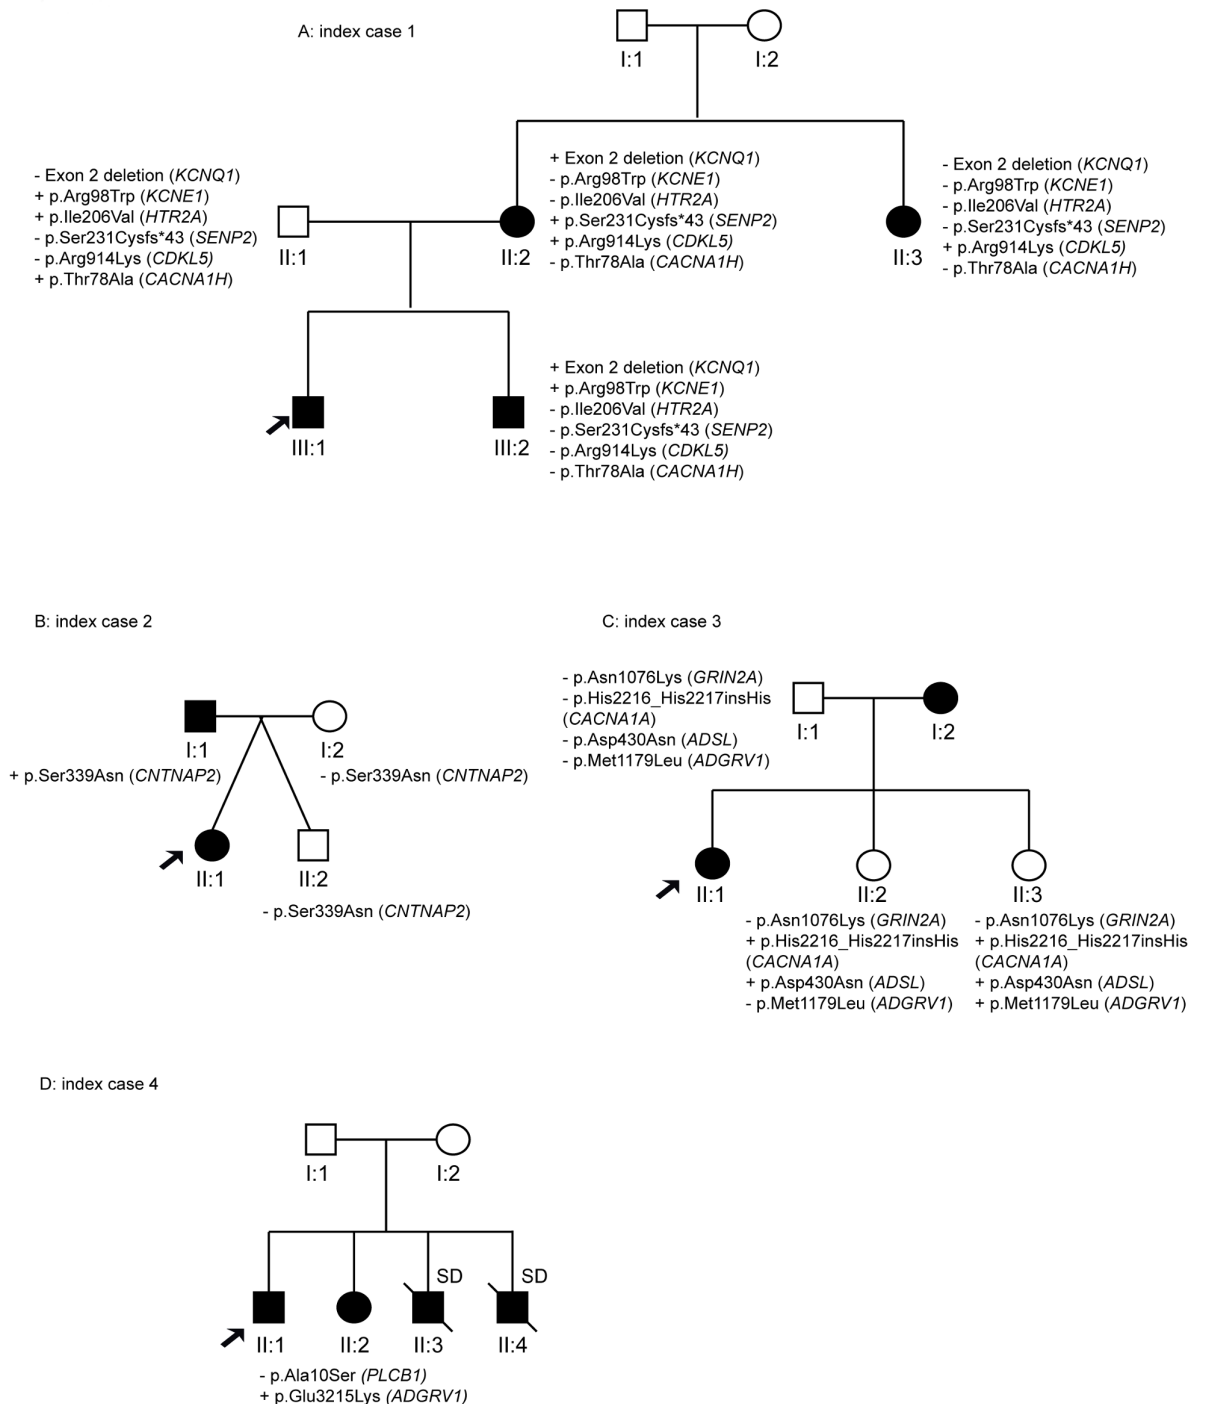 A: index case 1
I:1
I:2
- Exon 2 deletion (KCNQ1)
+ p.Arg98Trp (KCNE1)
+ p.Ile206Val (HTR2A)
- p.Ser231Cysfs*43 (SENP2)
- p.Arg914Lys (CDKL5)
+ p.Thr78Ala (CACNA1H)
II:1
+ Exon 2 deletion (KCNQ1)
- p.Arg98Trp (KCNE1)
- p.Ile206Val (HTR2A)
+ p.Ser231Cysfs*43 (SENP2)
+ p.Arg914Lys (CDKL5)
- p.Thr78Ala (CACNA1H)
II:2
- Exon 2 deletion (KCNQ1)
- p.Arg98Trp (KCNE1)
- p.Ile206Val (HTR2A)
- p.Ser231Cysfs*43 (SENP2)
+ p.Arg914Lys (CDKL5)
- p.Thr78Ala (CACNA1H)
II:3
III:1
III:2
+ Exon 2 deletion (KCNQ1)
+ p.Arg98Trp (KCNE1)
- p.Ile206Val (HTR2A)
- p.Ser231Cysfs*43 (SENP2)
- p.Arg914Lys (CDKL5)
- p.Thr78Ala (CACNA1H)
B: index case 2
I:1
I:2
+ p.Ser339Asn (CNTNAP2)
- p.Ser339Asn (CNTNAP2)
II:1
II:2
- p.Ser339Asn (CNTNAP2)
C: index case 3
- p.Asn1076Lys (GRIN2A)
- p.His2216_His2217insHis
(CACNA1A)
- p.Asp430Asn (ADSL)
- p.Met1179Leu (ADGRV1)
I:1
I:2
II:1
II:2
II:3
- p.Asn1076Lys (GRIN2A)
+ p.His2216_His2217insHis
(CACNA1A)
+ p.Asp430Asn (ADSL)
- p.Met1179Leu (ADGRV1)
- p.Asn1076Lys (GRIN2A)
+ p.His2216_His2217insHis
(CACNA1A)
+ p.Asp430Asn (ADSL)
+ p.Met1179Leu (ADGRV1)
D: index case 4
I:1
I:2
SD
SD
II:1
II:2
II:3
II:4
- p.Ala10Ser (PLCB1)
+ p.Glu3215Lys (ADGRV1)